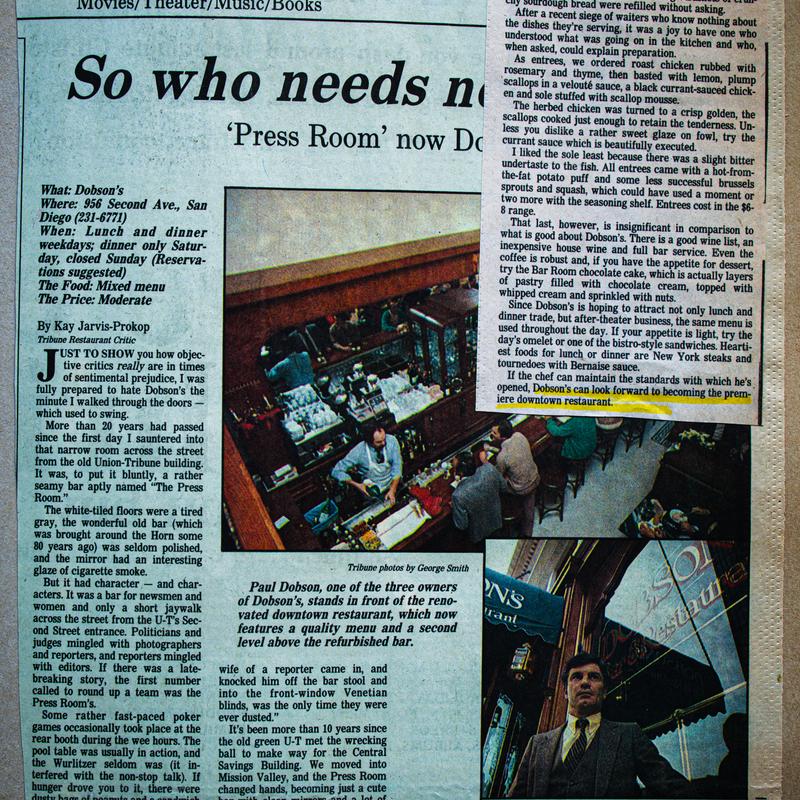 Movies/Theater/Music/Books
So who needs
'Press Room' now
What: Dobson's
Where: 956 Second Ave., San
Diego (231-6771)
When: Lunch and dinner
weekdays; dinner only Satur-
day, closed Sunday (Reserva-
tions suggested)
The Food: Mixed menu
The Price: Moderate
By Kay Jarvis-Prokop
Tribune Restaurant Critic
JUST TO SHOW you how objec-
tive critics really are in times
of sentimental prejudice, I was
fully prepared to hate Dobson's the
minute I walked through the doors —
which used to swing.
More than 20 years had passed
since the first day I sauntered into
that narrow room across the street
from the old Union-Tribune building.
It was, to put it bluntly, a rather
seamy bar aptly named "The Press
Room."
The white-tiled floors were a tired
gray, the wonderful old bar (which
was brought around the Horn some
80 years ago) was seldom polished,
and the mirror had an interesting
glaze of cigarette smoke.
But it had character — and char-
acters. It was a bar for newsmen and
women and only a short jaywalk
across the street from the U-T's Sec-
ond Street entrance. Politicians and
judges mingled with photographers
and reporters, and reporters mingled
with editors. If there was a late-
breaking story, the first number
called to round up a team was the
Press Room's.
Some rather fast-paced poker
games occasionally took place at the
rear booth during the wee hours. The
pool table was usually in action, and
the Wurlitzer seldom was (it in-
terfered with the non-stop talk). If
hunger drove you to it, there were
dusty bags of peanuts and a sandwich
Tribune photos by George Smith
Paul Dobson, one of the three owners
of Dobson's, stands in front of the reno-
vated downtown restaurant, which now
features a quality menu and a second
level above the refurbished bar.
wife of a reporter came in, and
knocked him off the bar stool and
into the front-window Venetian
blinds, was the only time they were
ever dusted."
It's been more than 10 years since
the old green U-T met the wrecking
ball to make way for the Central
Savings Building. We moved into
Mission Valley, and the Press Room
changed hands, becoming just a cute
bar with clean mirrors and a lot of
sourdough bread were refilled without asking.
After a recent siege of waiters who know nothing about
the dishes they're serving, it was a joy to have one who
understood what was going on in the kitchen and who,
when asked, could explain preparation.
As entrees, we ordered roast chicken rubbed with
rosemary and thyme, then basted with lemon, plump
scallops in a velouté sauce, a black currant-sauced chick-
en and sole stuffed with scallop mousse.
The herbed chicken was turned to a crisp golden, the
scallops cooked just enough to retain the tenderness. Un-
less you dislike a rather sweet glaze on fowl, try the
currant sauce which is beautifully executed.
I liked the sole least because there was a slight bitter
undertaste to the fish. All entrees came with a hot-from-
the-fat potato puff and some less successful brussels
sprouts and squash, which could have used a moment or
two more with the seasoning shelf. Entrees cost in the $6-
8 range.
That last, however, is insignificant in comparison to
what is good about Dobson's. There is a good wine list, an
inexpensive house wine and full bar service. Even the
coffee is robust and, if you have the appetite for dessert,
try the Bar Room chocolate cake, which is actually layers
of pastry filled with chocolate cream, topped with
whipped cream and sprinkled with nuts.
Since Dobson's is hoping to attract not only lunch and
dinner trade, but after-theater business, the same menu is
used throughout the day. If your appetite is light, try the
day's omelet or one of the bistro-style sandwiches. Hearti-
est foods for lunch or dinner are New York steaks and
tournedoes with Bernaise sauce.
If the chef can maintain the standards with which he's
opened, Dobson's can look forward to becoming the prem-
iere downtown restaurant.
ON'S
urant
DOBSON
Restaura